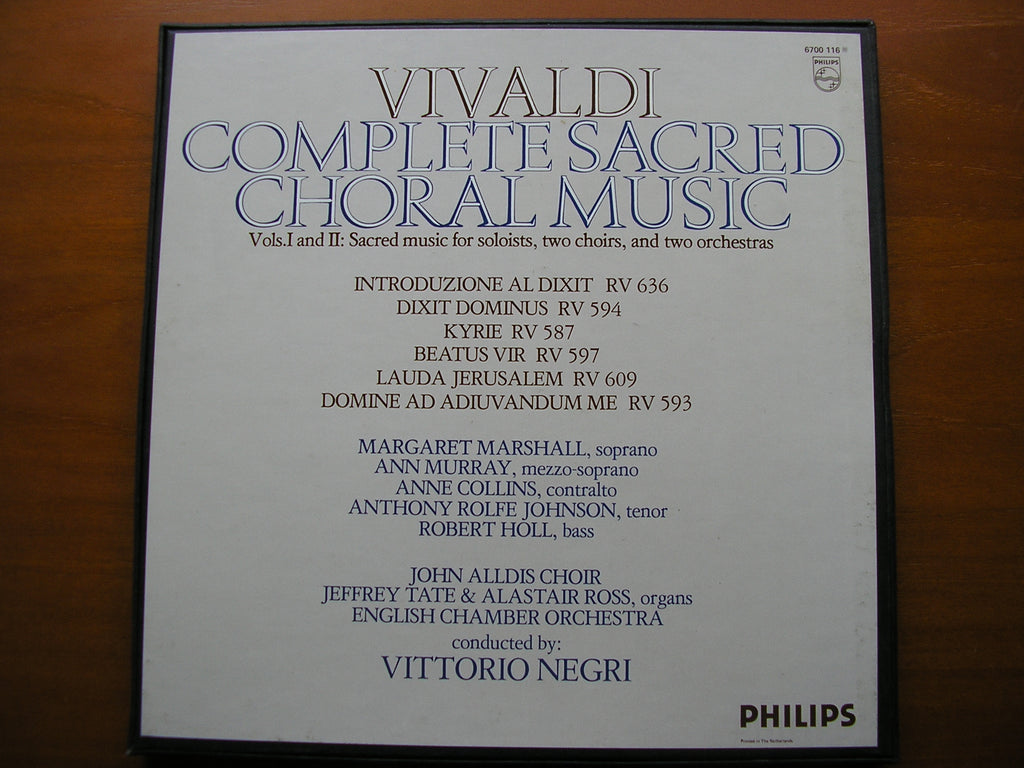 6700 116
PHILIPS
VIVALDI
COMPLETE SACRED
CHORAL MUSIC
Vols.I and II: Sacred music for soloists, two choirs, and two orchestras
INTRODUZIONE AL DIXIT RV 636
DIXIT DOMINUS RV 594
KYRIE RV 587
BEATUS VIR RV 597
LAUDA JERUSALEM RV 609
DOMINE AD ADIUVANDUM ME RV 593
MARGARET MARSHALL, soprano
ANN MURRAY, mezzo-soprano
ANNE COLLINS, contralto
ANTHONY ROLFE JOHNSON, tenor
ROBERT HOLL, bass
JOHN ALLDIS CHOIR
JEFFREY TATE & ALASTAIR ROSS, organs
ENGLISH CHAMBER ORCHESTRA
conducted by:
VITTORIO NEGRI
PHILIPS
Printed in The Netherlands